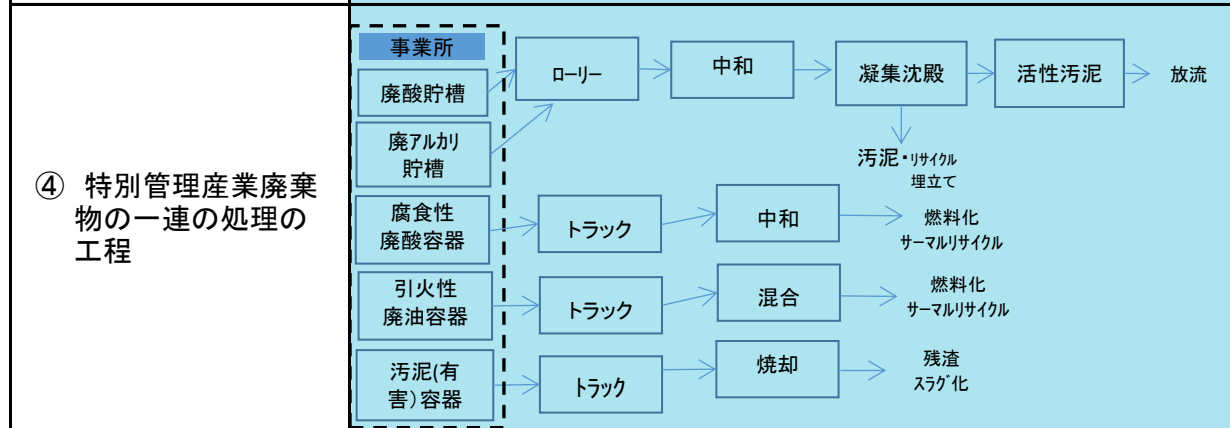 ④ 特別管理産業廃棄
物の一連の処理の
工程
事業所
廃酸貯槽
廃ｱﾙｶﾘ
貯槽
ローリー
中和
凝集沈殿
活性汚泥
放流
汚泥・ﾘｻｲｸﾙ
埋立て
腐食性
廃酸容器
トラック
中和
燃料化
ｻｰﾏﾙﾘｻｲｸﾙ
引火性
廃油容器
トラック
混合
燃料化
ｻｰﾏﾙﾘｻｲｸﾙ
汚泥(有
害）容器
ﾄﾗｯｸ
焼却
残渣
ｽﾗｸﾞ化